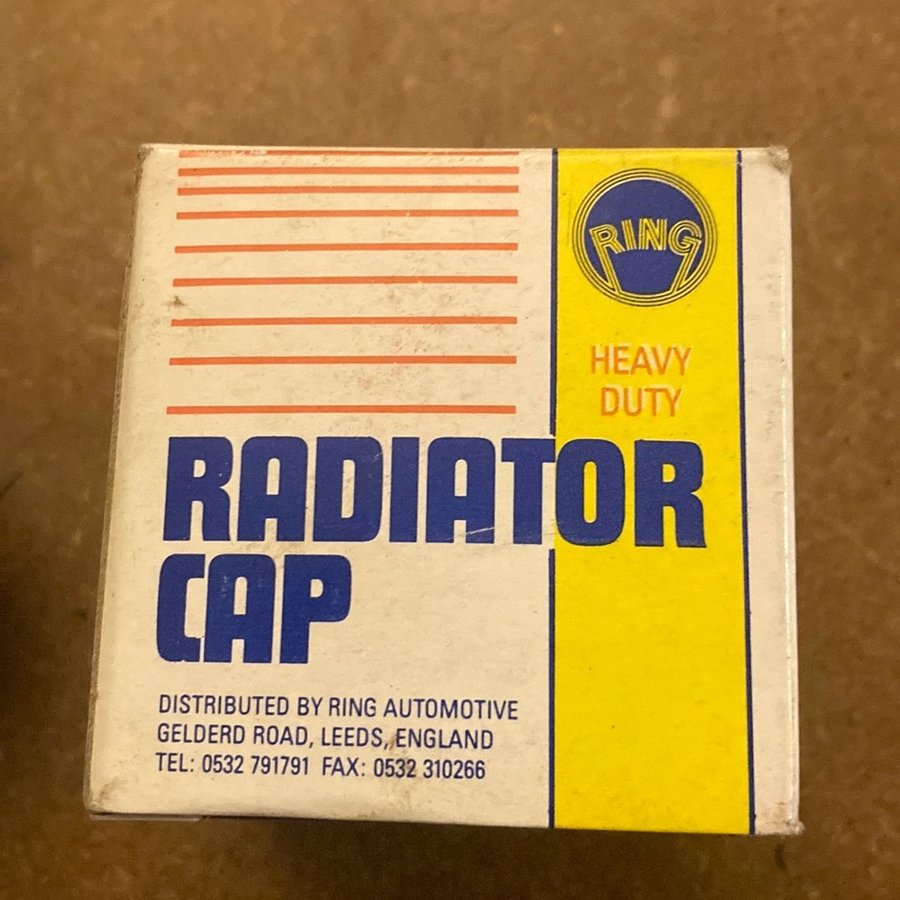 RING
HEAVY
DUTY
RADIATOR
CAP
DISTRIBUTED BY RING AUTOMOTIVE
GELDERD ROAD, LEEDS, ENGLAND
TEL: 0532 791791 FAX: 0532 310266